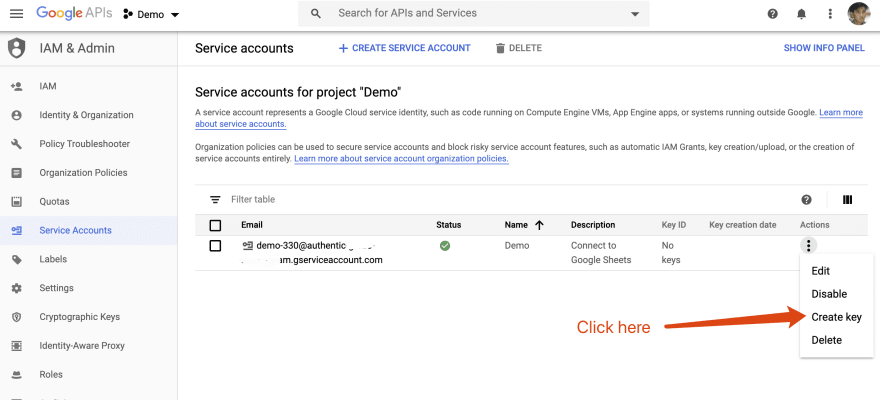 Google APIs Demo Search for APIs and Services
IAM & Admin
Service accounts CREATE SERVICE ACCOUNT DELETE SHOW INFO PANEL
IAM
Identity & Organization
Policy Troubleshooter
Organization Policies
Quotas
Service Accounts
Labels
Settings
Cryptographic Keys
Identity-Aware Proxy
Roles
Service accounts for project "Demo"
A service account represents a Google Cloud service identity, such as code running on Compute Engine VMs, App Engine apps, or systems running outside Google. Learn more
about service accounts.
Organization policies can be used to secure service accounts and block risky service account features, such as automatic IAM Grants, key creation/upload, or the creation of
service accounts entirely. Learn more about service account organization policies.
Filter table
Email Status Name Description Key ID Key creation date Actions
demo-330@authentic Demo Connect to No
am.gserviceaccount.com Google Sheets keys
Edit
Disable
Create key
Delete
Click here